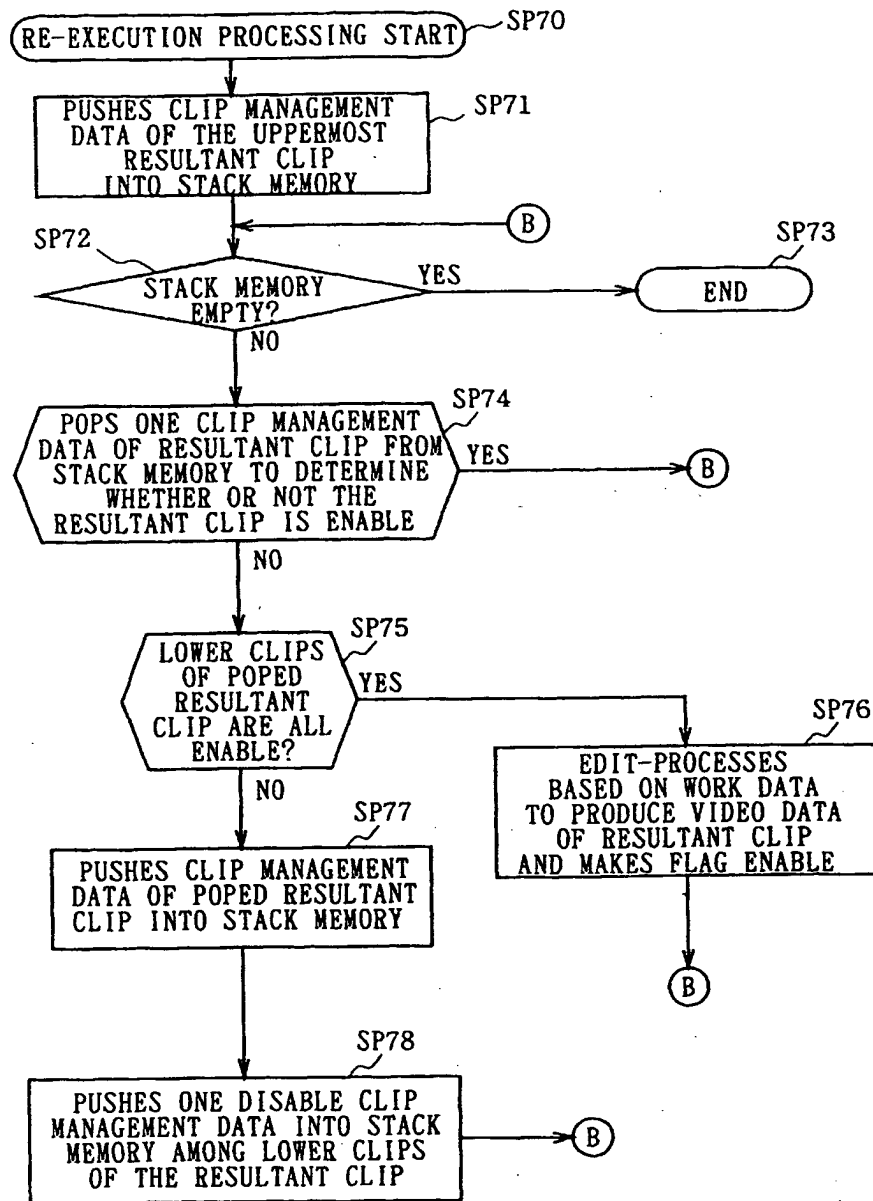 RE-EXECUTION PROCESSING START
SP70
PUSHES CLIP MANAGEMENT
DATA OF THE UPPERMOST
RESULTANT CLIP
INTO STACK MEMORY
SP71
B
SP72
STACK MEMORY
EMPTY?
YES
SP73
END
NO
SP74
POPS ONE CLIP MANAGEMENT
DATA OF RESULTANT CLIP FROM
STACK MEMORY TO DETERMINE
WHETHER OR NOT THE
RESULTANT CLIP IS ENABLE
YES
B
NO
SP75
LOWER CLIPS
OF POPED
RESULTANT
CLIP ARE ALL
ENABLE?
YES
SP76
EDIT-PROCESSES
BASED ON WORK DATA
TO PRODUCE VIDEO DATA
OF RESULTANT CLIP
AND MAKES FLAG ENABLE
B
NO
SP77
PUSHES CLIP MANAGEMENT
DATA OF POPED RESULTANT
CLIP INTO STACK MEMORY
SP78
PUSHES ONE DISABLE CLIP
MANAGEMENT DATA INTO STACK
MEMORY AMONG LOWER CLIPS
OF THE RESULTANT CLIP
B